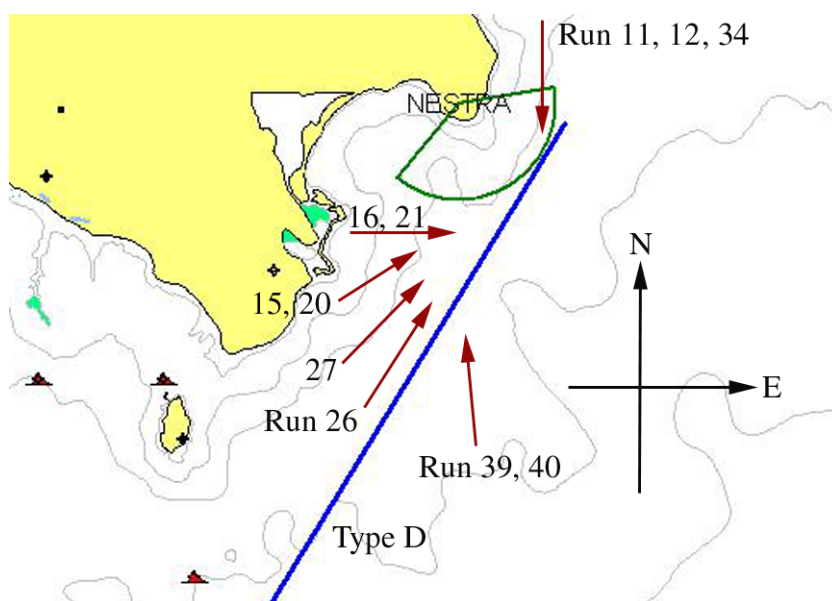 Run 11, 12, 34
NESTRA
16, 21
N
15, 20
27
E
Run 26
Run 39, 40
Type D